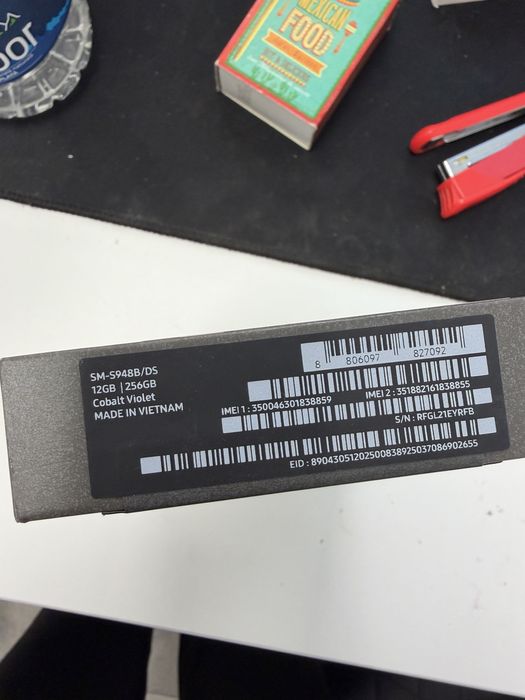 por
MEXICAN
FOOD
SM-S948B/DS
12GB | 256GB
Cobalt Violet
MADE IN VIETNAM
8 806097 827092
IMEI 1 : 350046301838859
IMEI 2 : 351882161838855
S/N : RFGL21EYRFB
EID : 89043051202500838925037086902655